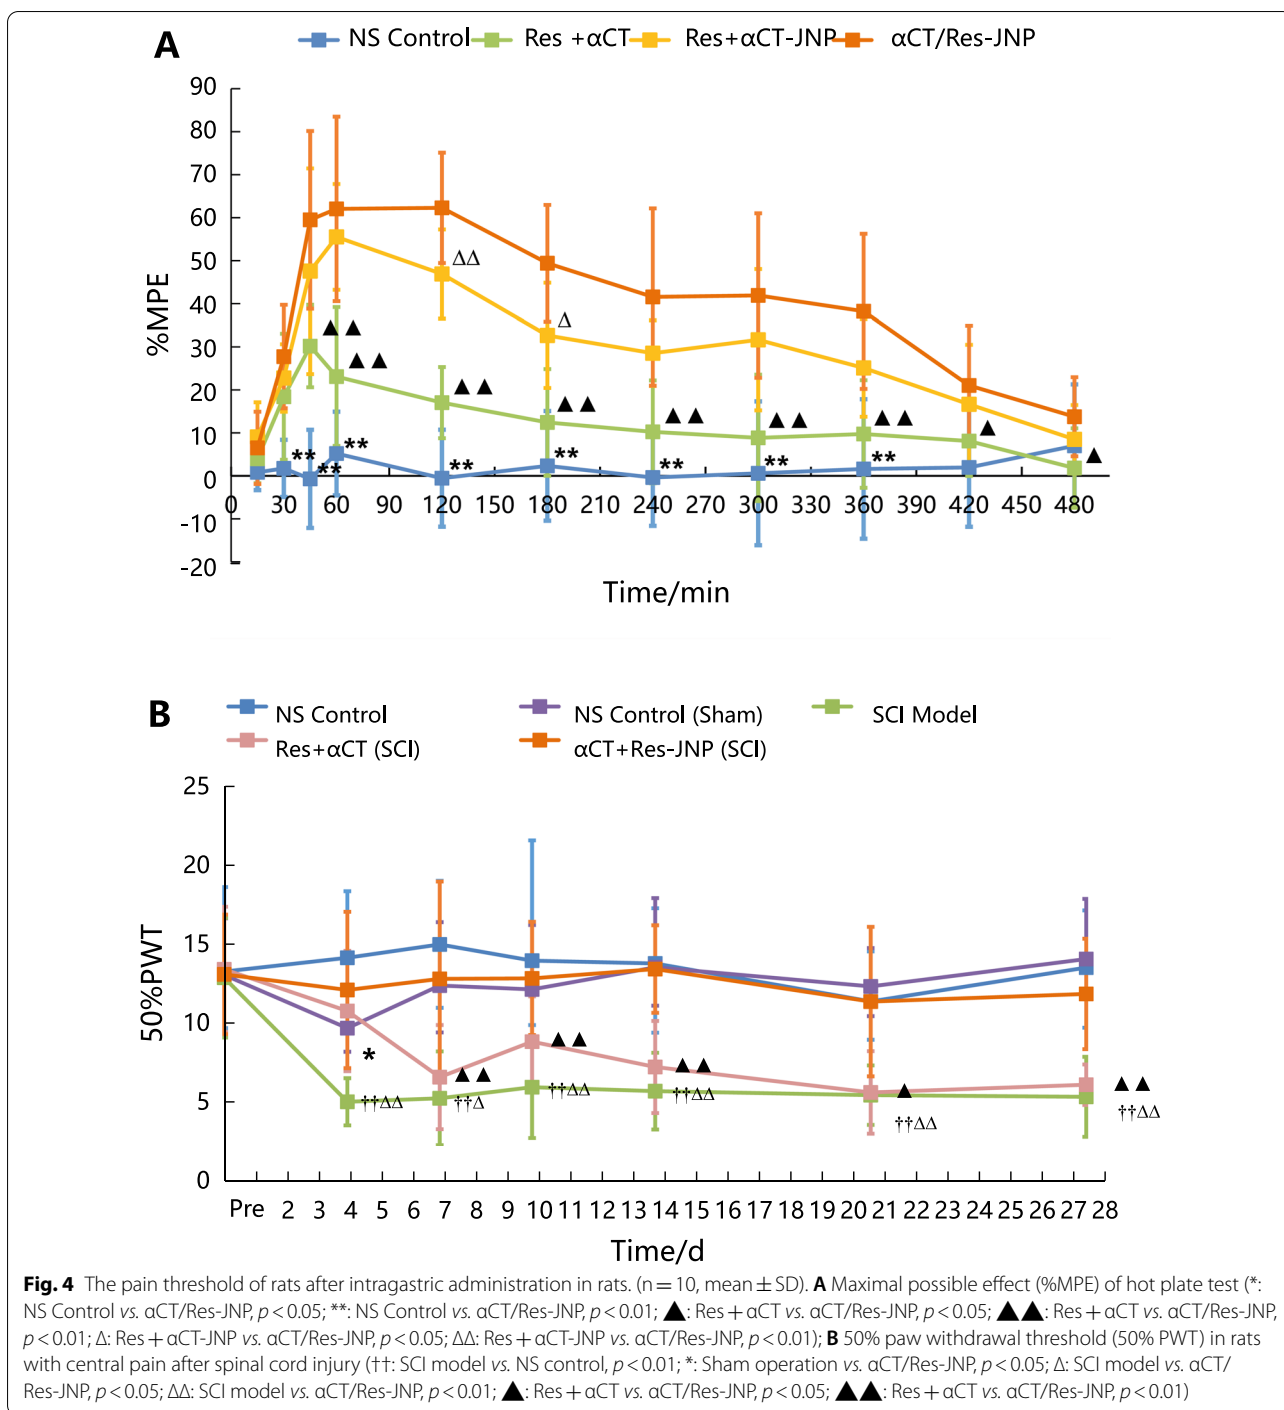 A
NS Control Res +αCT Res+αCT-JNP αCT/Res-JNP
90
80
70
60
50
40
30
20
10
0
-10
-20
%MPE
▲ ▲
▲ ▲
▲ ▲
▲ ▲
▲ ▲
▲ ▲
▲ ▲
▲
▲
ΔΔ
Δ
**
**
**
**
**
**
**
**
0 30 60 90 120 150 180 210 240 270 300 330 360 390 420 450 480
Time/min
B
NS Control NS Control (Sham) SCI Model
Res+αCT (SCI) αCT+Res-JNP (SCI)
25
20
15
10
5
0
50%PWT
*
▲ ▲
▲ ▲
▲ ▲
▲
▲ ▲
††ΔΔ
††Δ
††ΔΔ
††ΔΔ
††ΔΔ
††ΔΔ
Pre 2 3 4 5 6 7 8 9 10 11 12 13 14 15 16 17 18 19 20 21 22 23 24 25 26 27 28
Time/d
Fig. 4 The pain threshold of rats after intragastric administration in rats. (n = 10, mean ± SD). A Maximal possible effect (%MPE) of hot plate test (*:
NS Control vs. αCT/Res-JNP, p < 0.05; **: NS Control vs. αCT/Res-JNP, p < 0.01; ▲: Res + αCT vs αCT/Res-JNP, p < 0.05; ▲▲: Res + αCT vs αCT/Res-JNP,
p < 0.01; Δ: Res + αCT-JNP vs. αCT/Res-JNP, p < 0.05; ΔΔ: Res + αCT-JNP vs αCT/Res-JNP, p < 0.01); B 50% paw withdrawal threshold (50% PWT) in rats
with central pain after spinal cord injury (††: SCI model vs. NS control, p < 0.01; *: Sham operation vs. αCT/Res-JNP, p < 0.05; Δ: SCI model vs. αCT/
Res-JNP, p < 0.05; ΔΔ: SCI model vs. αCT/Res-JNP, p < 0.01; ▲: Res + αCT vs. αCT/Res-JNP, p < 0.05; ▲▲: Res + αCT vs. αCT/Res-JNP, p < 0.01)